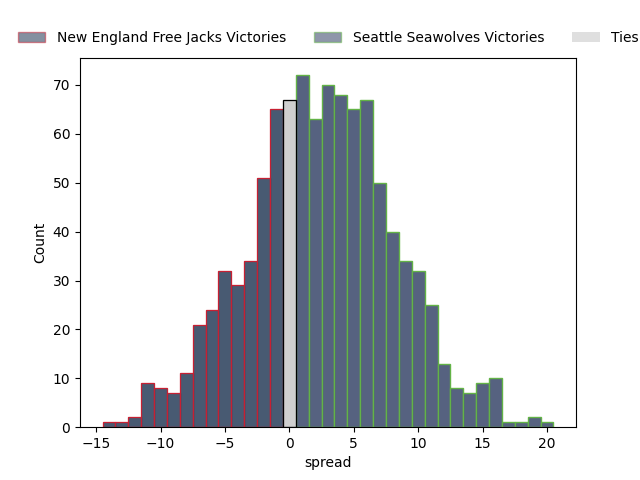 New England Free Jacks Victories Seattle Seawolves Victories Ties
70
60
50
40
30
20
10
0
Count
−15 −10 −5 0 5 10 15 20
spread